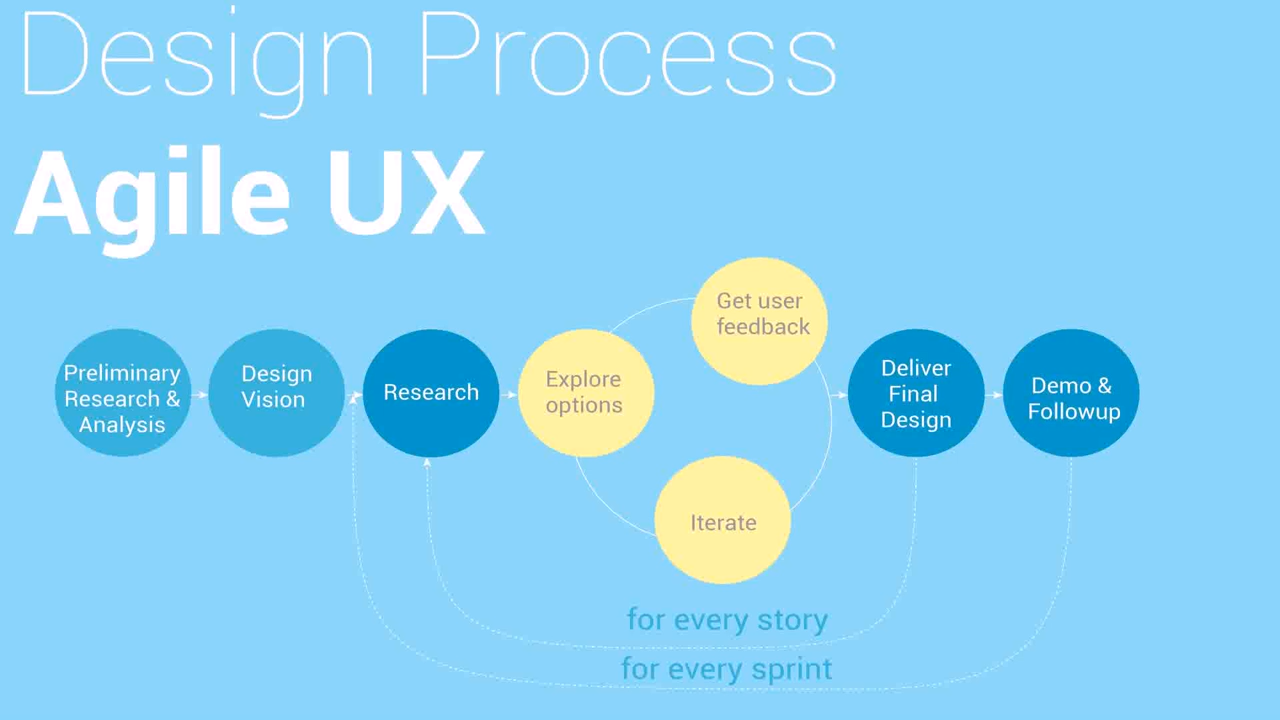 Design Process
Agile UX
Preliminary
Research &
Analysis
Design
Vision
Research
Explore
options
Get user
feedback
Iterate
Deliver
Final
Design
Demo &
Followup
for every story
for every sprint